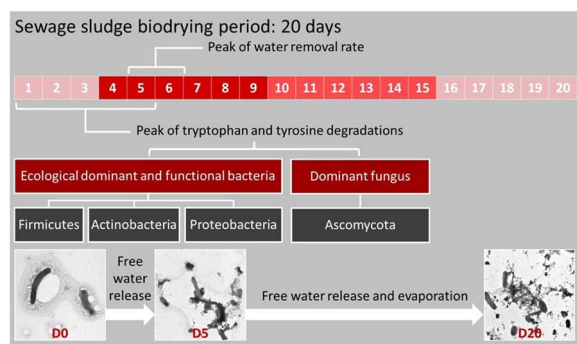 Sewage sludge biodrying period: 20 days
Peak of water removal rate
1 2 3 4 5 6 7 8 9 10 11 12 13 14 15 16 17 18 19 20
Peak of tryptophan and tyrosine degradations
Ecological dominant and functional bacteria
Dominant fungus
Firmicutes
Actinobacteria
Proteobacteria
Ascomycota
Free
water
release
Free water release and evaporation
D0
D5
D20